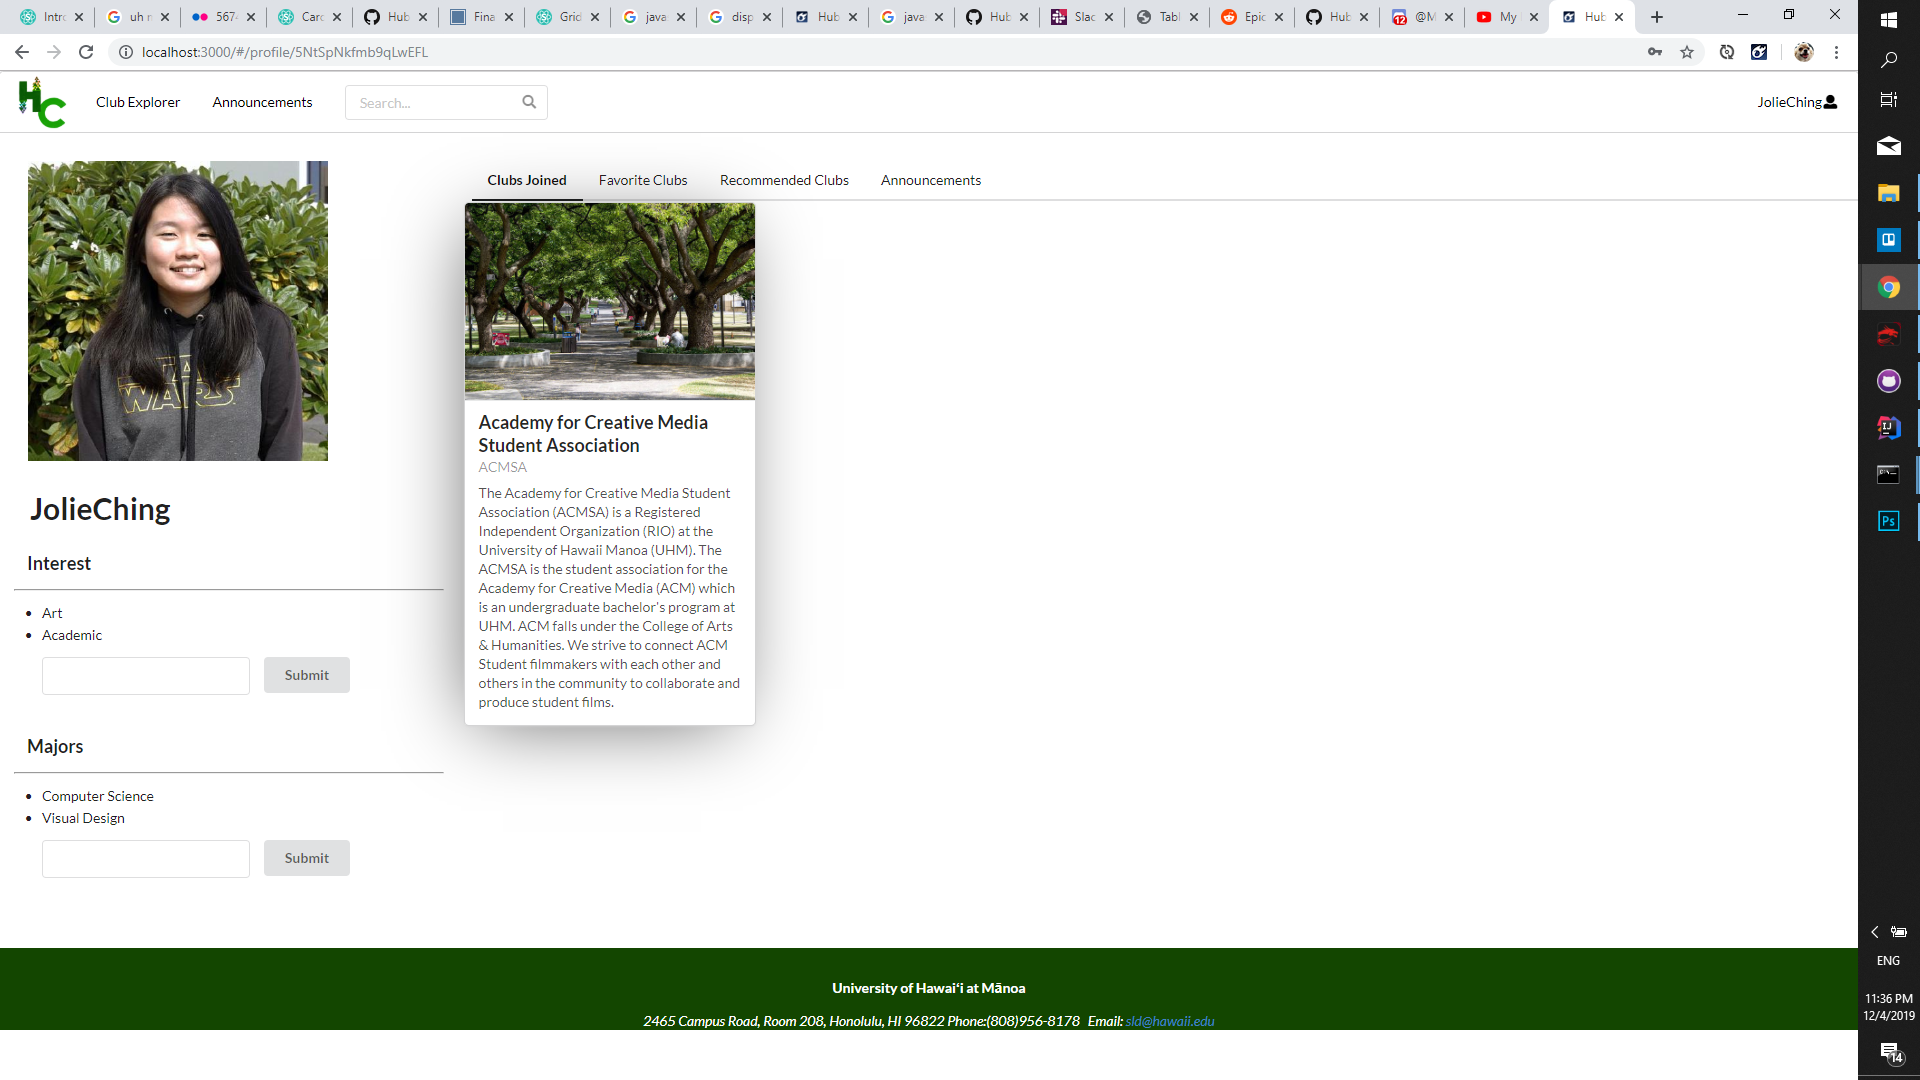 Intro
uh r
5674
Card
Hub
Fina
Grid
java
disp
Hub
java
Hub
Slac
Tabl
Epic
Hub
@M
My
Hub
localhost:3000/#/profile/5NtSpNkfmb9qLwEFL
HC
Club Explorer
Announcements
Search...
JolieChing
Clubs Joined
Favorite Clubs
Recommended Clubs
Announcements
STAR
WARS
JolieChing
Interest
Art
Academic
Submit
Majors
Computer Science
Visual Design
Submit
Academy for Creative Media
Student Association
ACMSA
The Academy for Creative Media Student
Association (ACMSA) is a Registered
Independent Organization (RIO) at the
University of Hawaii Manoa (UHM). The
ACMSA is the student association for the
Academy for Creative Media (ACM) which
is an undergraduate bachelor's program at
UHM. ACM falls under the College of Arts
& Humanities. We strive to connect ACM
Student filmmakers with each other and
others in the community to collaborate and
produce student films.
University of Hawaiʻi at Mānoa
2465 Campus Road, Room 208, Honolulu, HI 96822 Phone:(808)956-8178 Email: sld@hawaii.edu
IJ
Ps
ENG
11:36 PM
12/4/2019
14